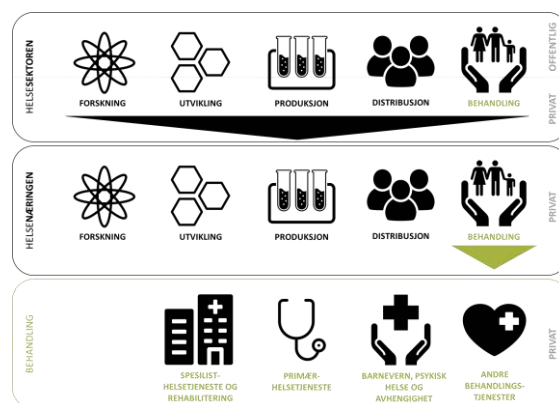 HELSESEKTOREN
OFFENTLIG
PRIVAT
FORSKNING
UTVIKLING
PRODUKSJON
DISTRIBUSJON
BEHANDLING
HELSENÆRINGEN
PRIVAT
FORSKNING
UTVIKLING
PRODUKSJON
DISTRIBUSJON
BEHANDLING
BEHANDLING
PRIVAT
SPESILIST-
HELSETJENESTE OG
REHABILITERING
PRIMÆR-
HELSETJENESTE
BARNEVERN, PSYKISK
HELSE OG
AVHENGIGHET
ANDRE
BEHANDLINGS-
TJENESTER